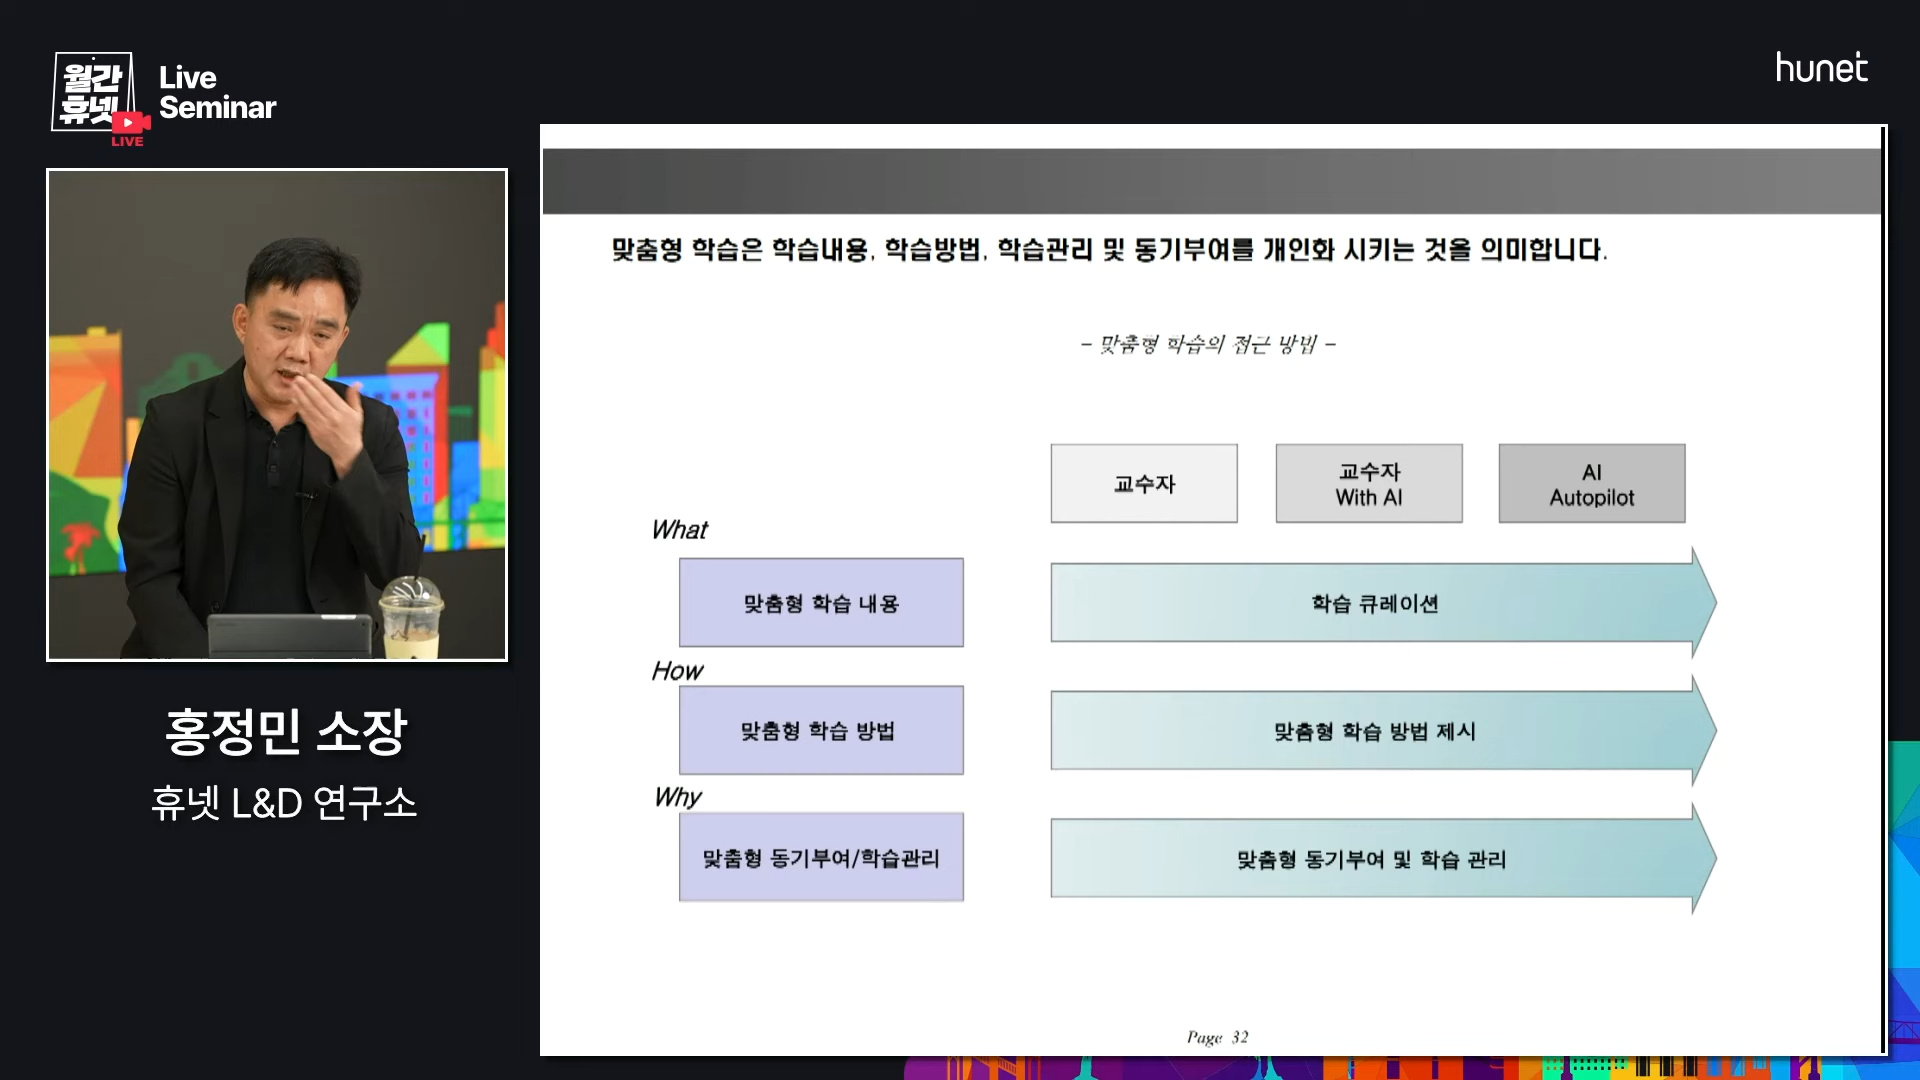 월간
휴넷
LIVE
Live
Seminar
hunet
맞춤형 학습은 학습내용, 학습방법, 학습관리 및 동기부여를 개인화 시키는 것을 의미합니다.
- 맞춤형 학습의 접근 방법 -
교수자
교수자
With AI
AI
Autopilot
What
맞춤형 학습 내용
학습 큐레이션
How
맞춤형 학습 방법
맞춤형 학습 방법 제시
Why
맞춤형 동기부여/학습관리
맞춤형 동기부여 및 학습 관리
Page 32
홍정민 소장
휴넷 L&D 연구소